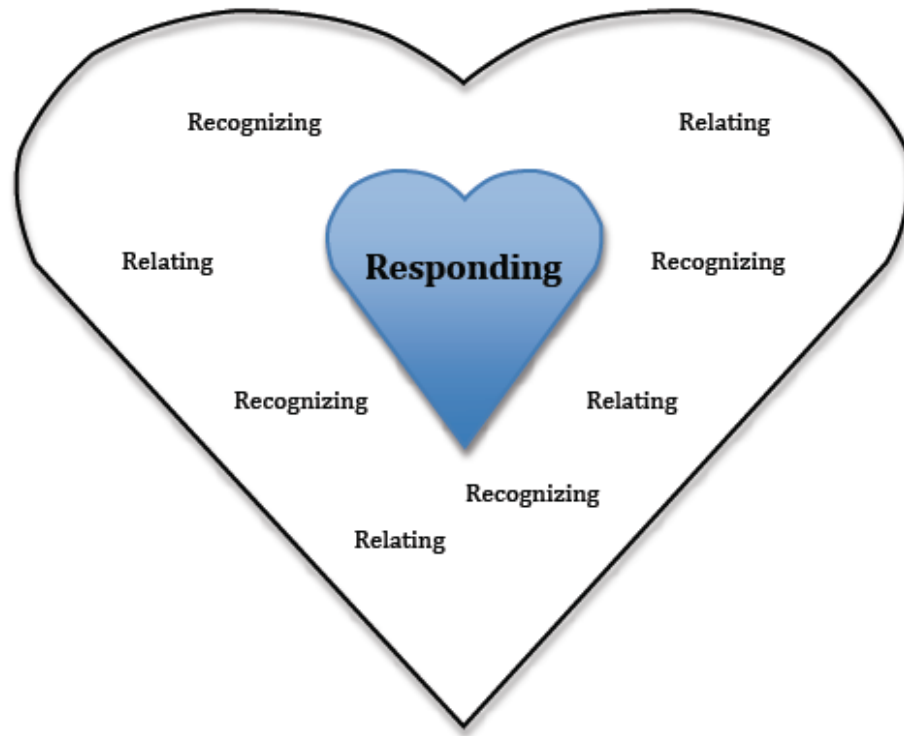 Recognizing
Relating
Responding
Relating
Recognizing
Recognizing
Relating
Recognizing
Relating